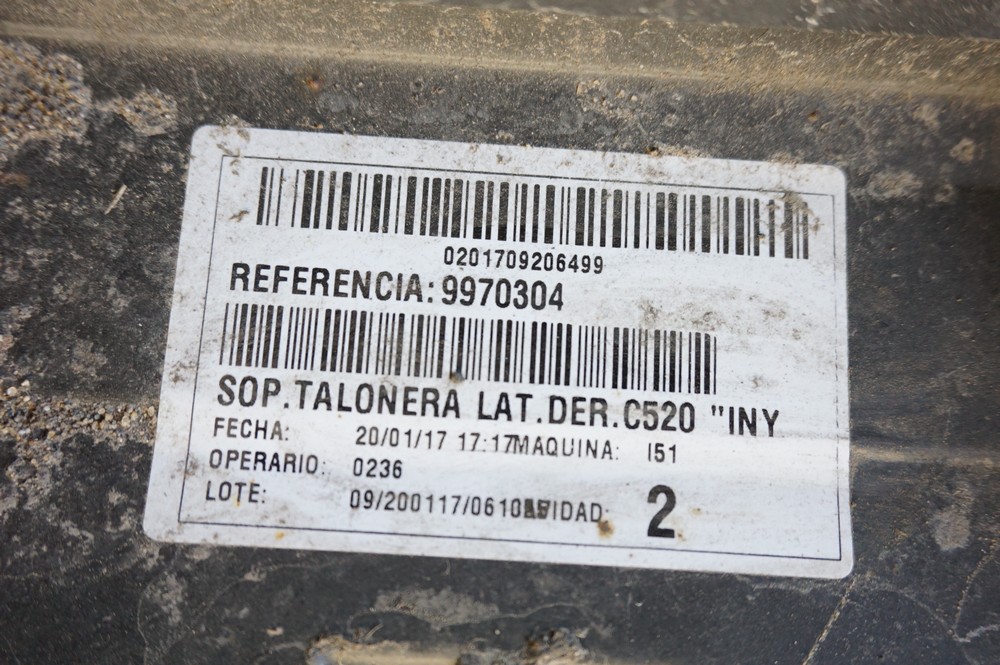 0201709206499
REFERENCIA: 9970304
SOP.TALONERA LAT.DER.C520 "INY
FECHA: 20/01/17 17:17 MAQUINA: I51
OPERARIO: 0236
LOTE: 09/200117/0610 IDAD: 2